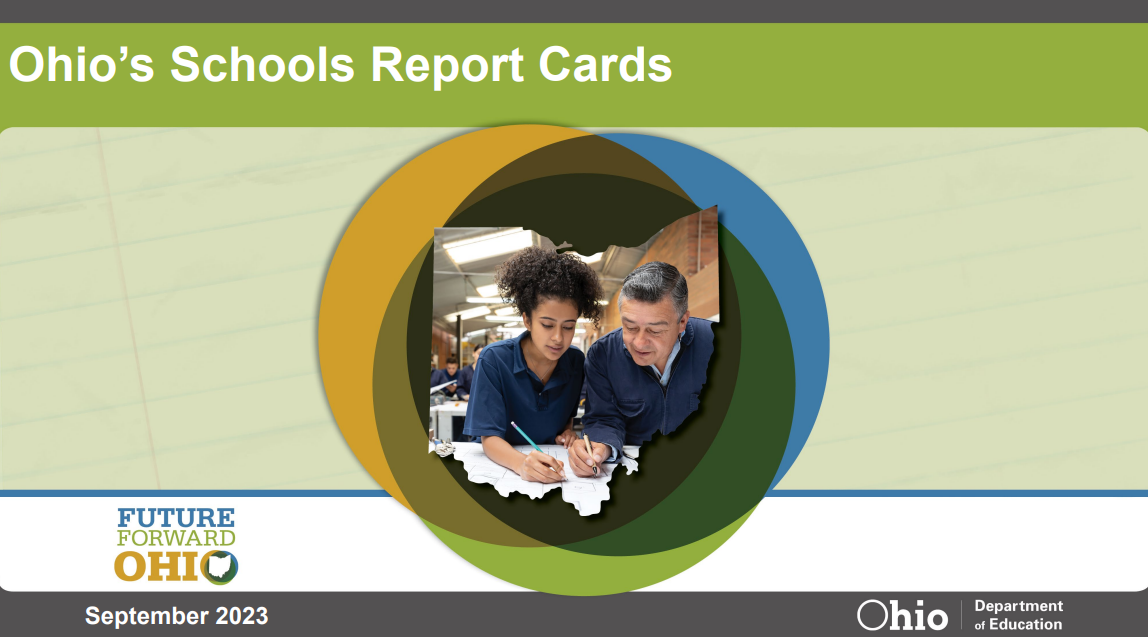 Ohio’s Schools Report Cards
FUTURE
FORWARD
OHIO
September 2023
Ohio
Department
of Education